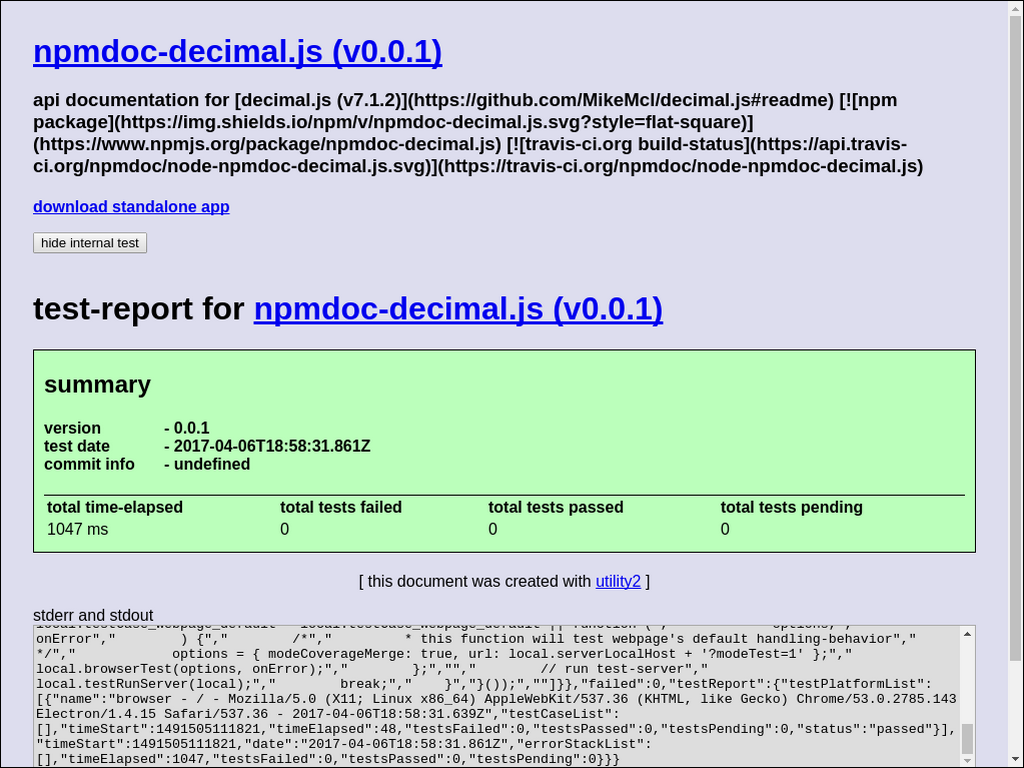 npmdoc-decimal.js (v0.0.1)
api documentation for [decimal.js (v7.1.2)](https://github.com/MikeMcl/decimal.js#readme) [![npm
package](https://img.shields.io/npm/v/npmdoc-decimal.js.svg?style=flat-square)]
(https://www.npmjs.org/package/npmdoc-decimal.js) [![travis-ci.org build-status](https://api.travis-
ci.org/npmdoc/node-npmdoc-decimal.js.svg)](https://travis-ci.org/npmdoc/node-npmdoc-decimal.js)
download standalone app
hide internal test
test-report for npmdoc-decimal.js (v0.0.1)
summary
version - 0.0.1
test date - 2017-04-06T18:58:31.861Z
commit info - undefined
total time-elapsed total tests failed total tests passed total tests pending
1047 ms 0 0 0
[ this document was created with utility2 ]
stderr and stdout
onError","        ) {","        /*","         * this function will test webpage's default handling-behavior","
*/","            options = { modeCoverageMerge: true, url: local.serverLocalHost + '?modeTest=1' };","
local.browserTest(options, onError);","        };","","        // run test-server","
local.testRunServer(local);","        break;","    }","}());",""]}},"failed":0,"testReport":{"testPlatformList":
[{"name":"browser - / - Mozilla/5.0 (X11; Linux x86_64) AppleWebKit/537.36 (KHTML, like Gecko) Chrome/53.0.2785.143
Electron/1.4.15 Safari/537.36 - 2017-04-06T18:58:31.639Z","testCaseList":
[],"timeStart":1491505111821,"timeElapsed":48,"testsFailed":0,"testsPassed":0,"testsPending":0,"status":"passed"}],
"timeStart":1491505111821,"date":"2017-04-06T18:58:31.861Z","errorStackList":
[],"timeElapsed":1047,"testsFailed":0,"testsPassed":0,"testsPending":0}}}